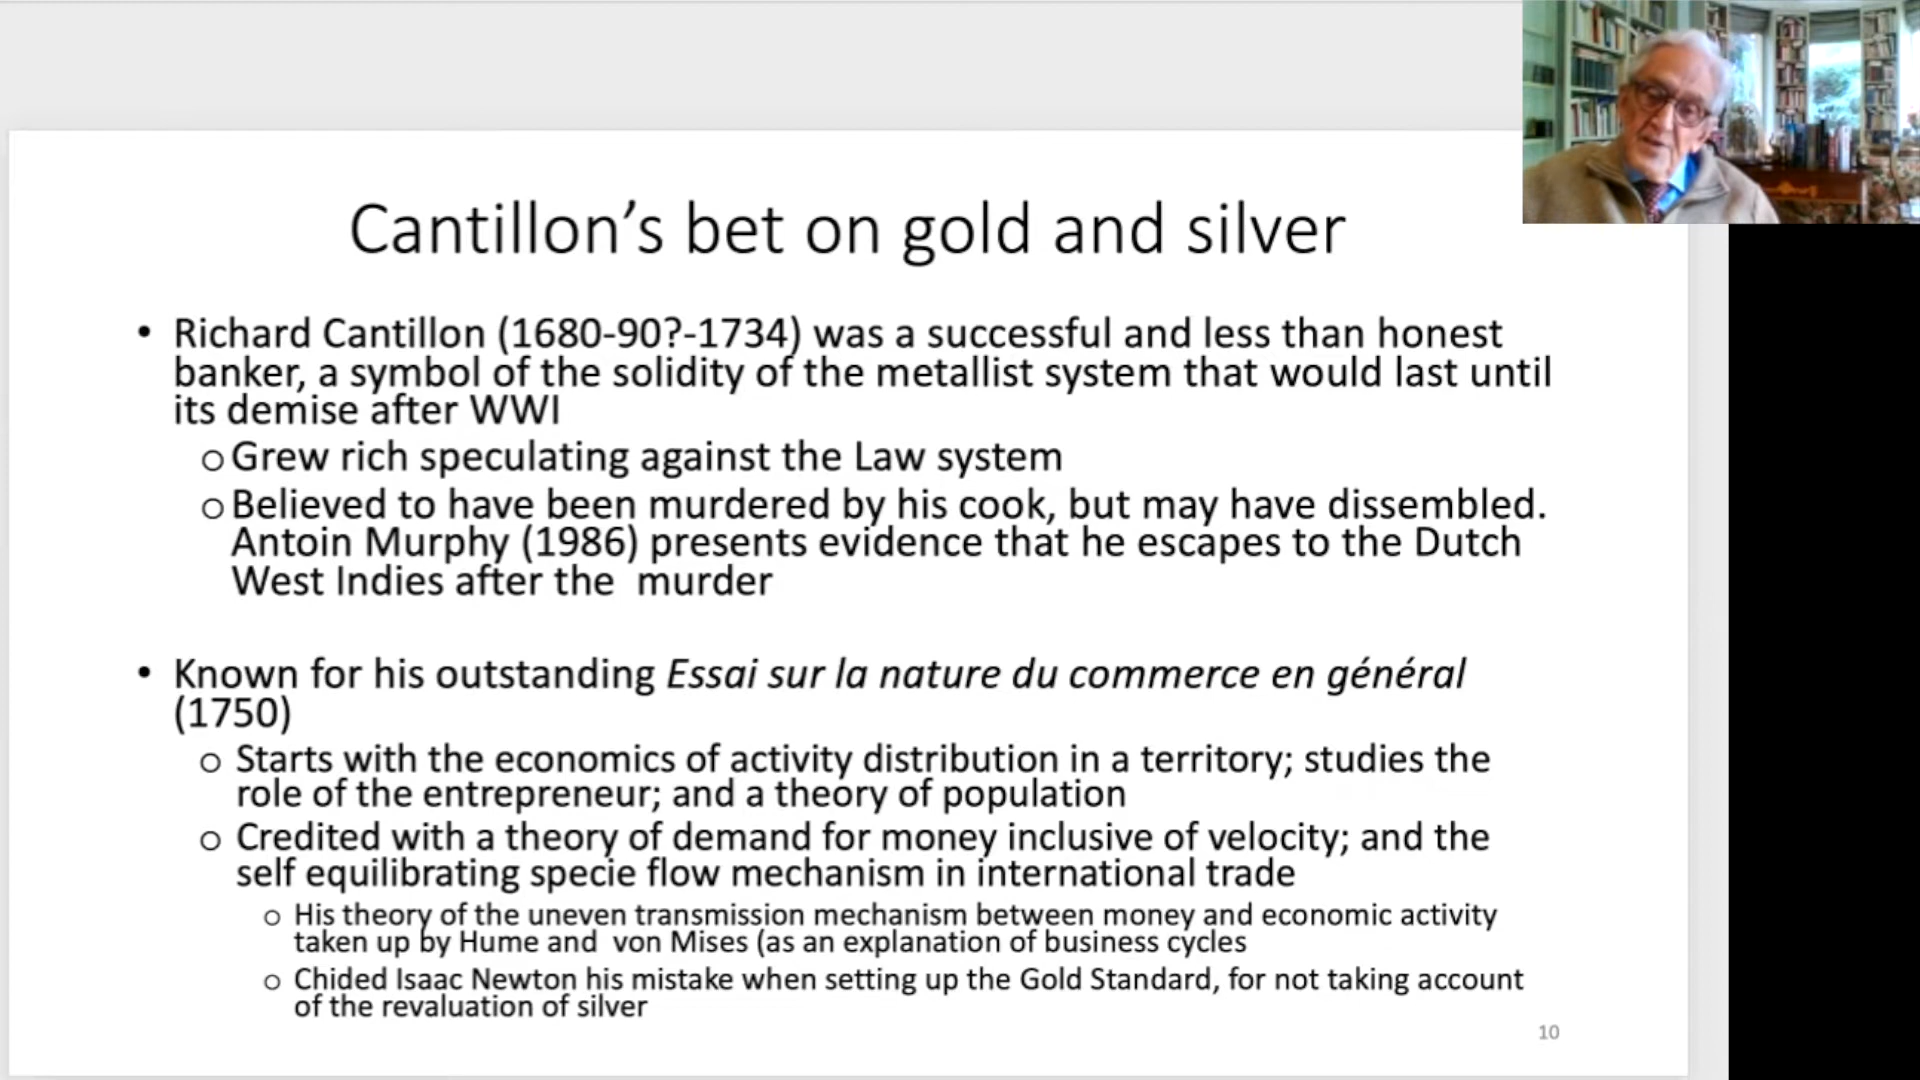 Cantillon’s bet on gold and silver
• Richard Cantillon (1680-90?-1734) was a successful and less than honest
banker, a symbol of the solidity of the metallist system that would last until
its demise after WWI
o Grew rich speculating against the Law system
o Believed to have been murdered by his cook, but may have dissembled.
Antoin Murphy (1986) presents evidence that he escapes to the Dutch
West Indies after the  murder
• Known for his outstanding Essai sur la nature du commerce en général
(1750)
o Starts with the economics of activity distribution in a territory; studies the
role of the entrepreneur; and a theory of population
o Credited with a theory of demand for money inclusive of velocity; and the
self equilibrating specie flow mechanism in international trade
o His theory of the uneven transmission mechanism between money and economic activity
taken up by Hume and  von Mises (as an explanation of business cycles
o Chided Isaac Newton his mistake when setting up the Gold Standard, for not taking account
of the revaluation of silver
10